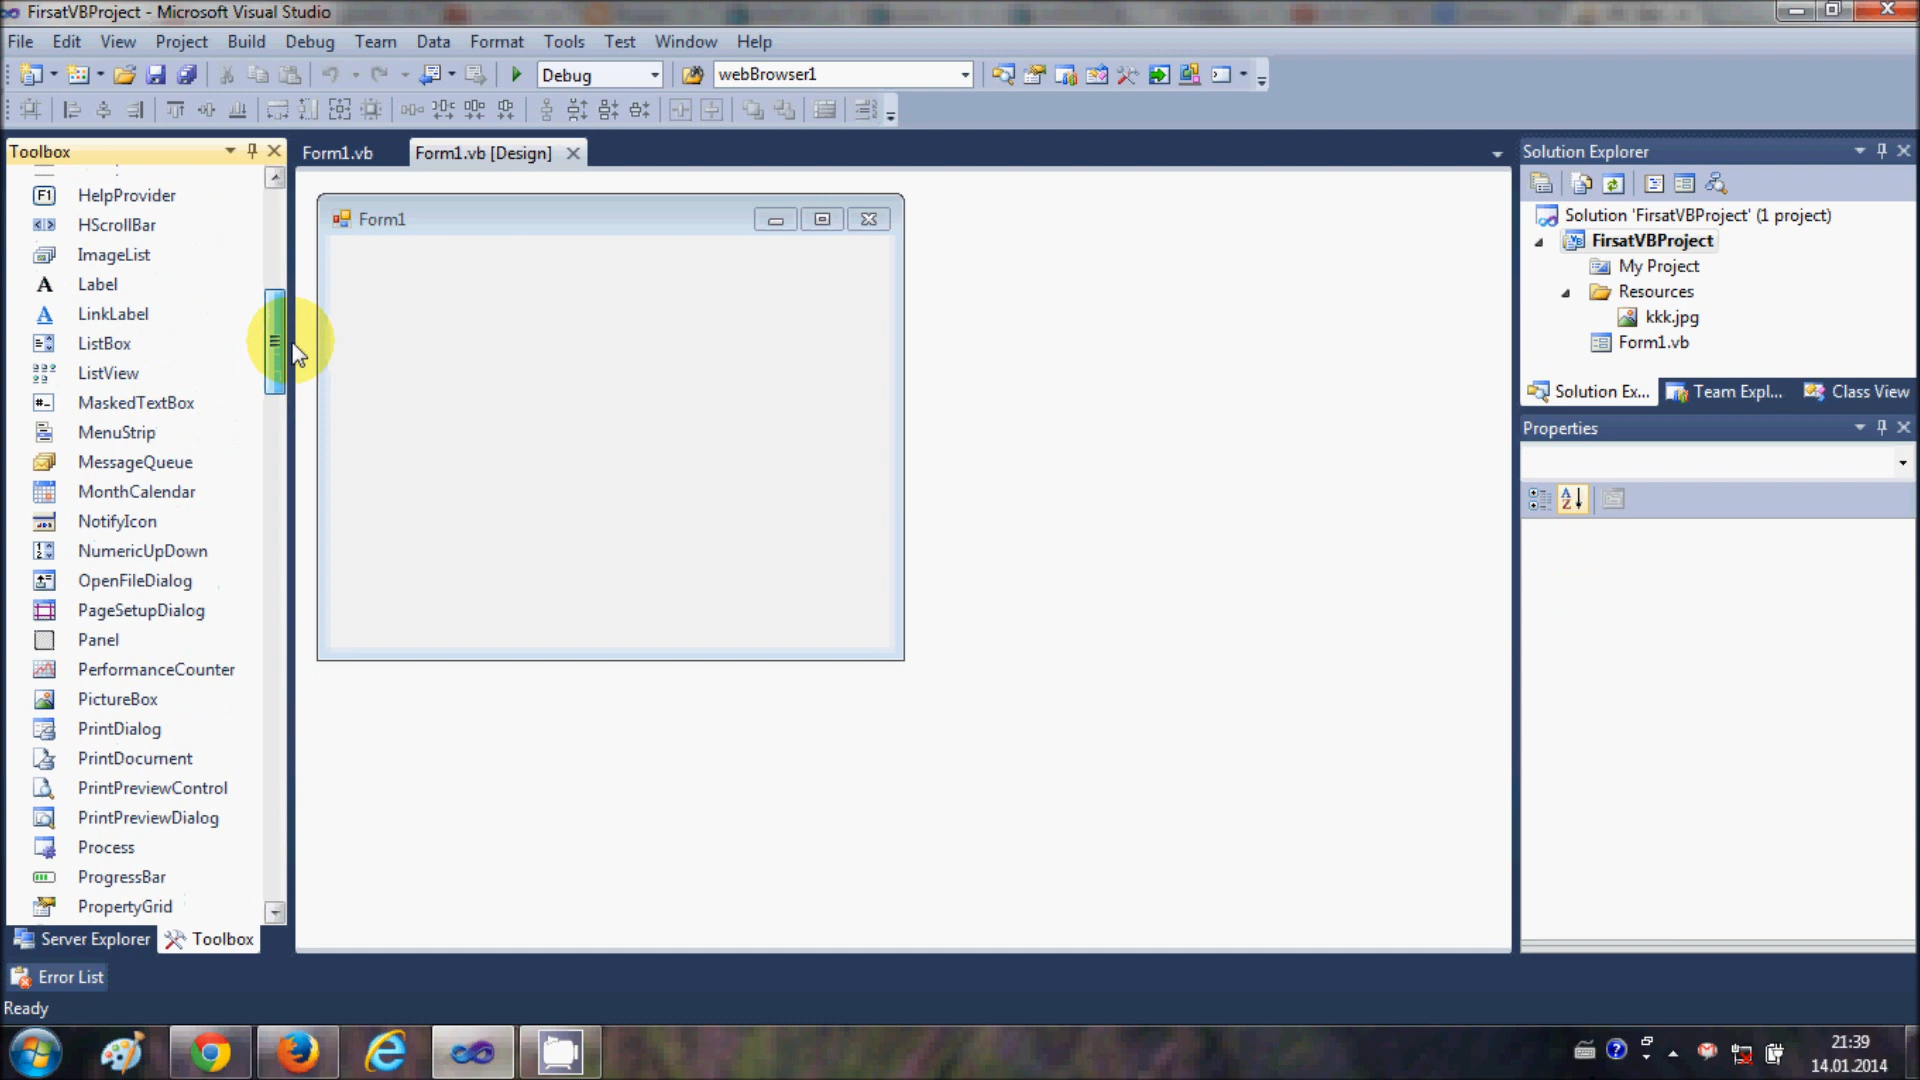 FirsatVBProject - Microsoft Visual Studio
File Edit View Project Build Debug Team Data Format Tools Test Window Help
Debug webBrowser1
Toolbox
Form1.vb Form1.vb [Design]
Solution Explorer
HelpProvider
HScrollBar
ImageList
Label
LinkLabel
ListBox
ListView
MaskedTextBox
MenuStrip
MessageQueue
MonthCalendar
NotifyIcon
NumericUpDown
OpenFileDialog
PageSetupDialog
Panel
PerformanceCounter
PictureBox
PrintDialog
PrintDocument
PrintPreviewControl
PrintPreviewDialog
Process
ProgressBar
PropertyGrid
Server Explorer Toolbox
Form1
Solution 'FirsatVBProject' (1 project)
FirsatVBProject
My Project
Resources
kkk.jpg
Form1.vb
Solution Ex... Team Expl... Class View
Properties
Error List
Ready
21:39
14.01.2014